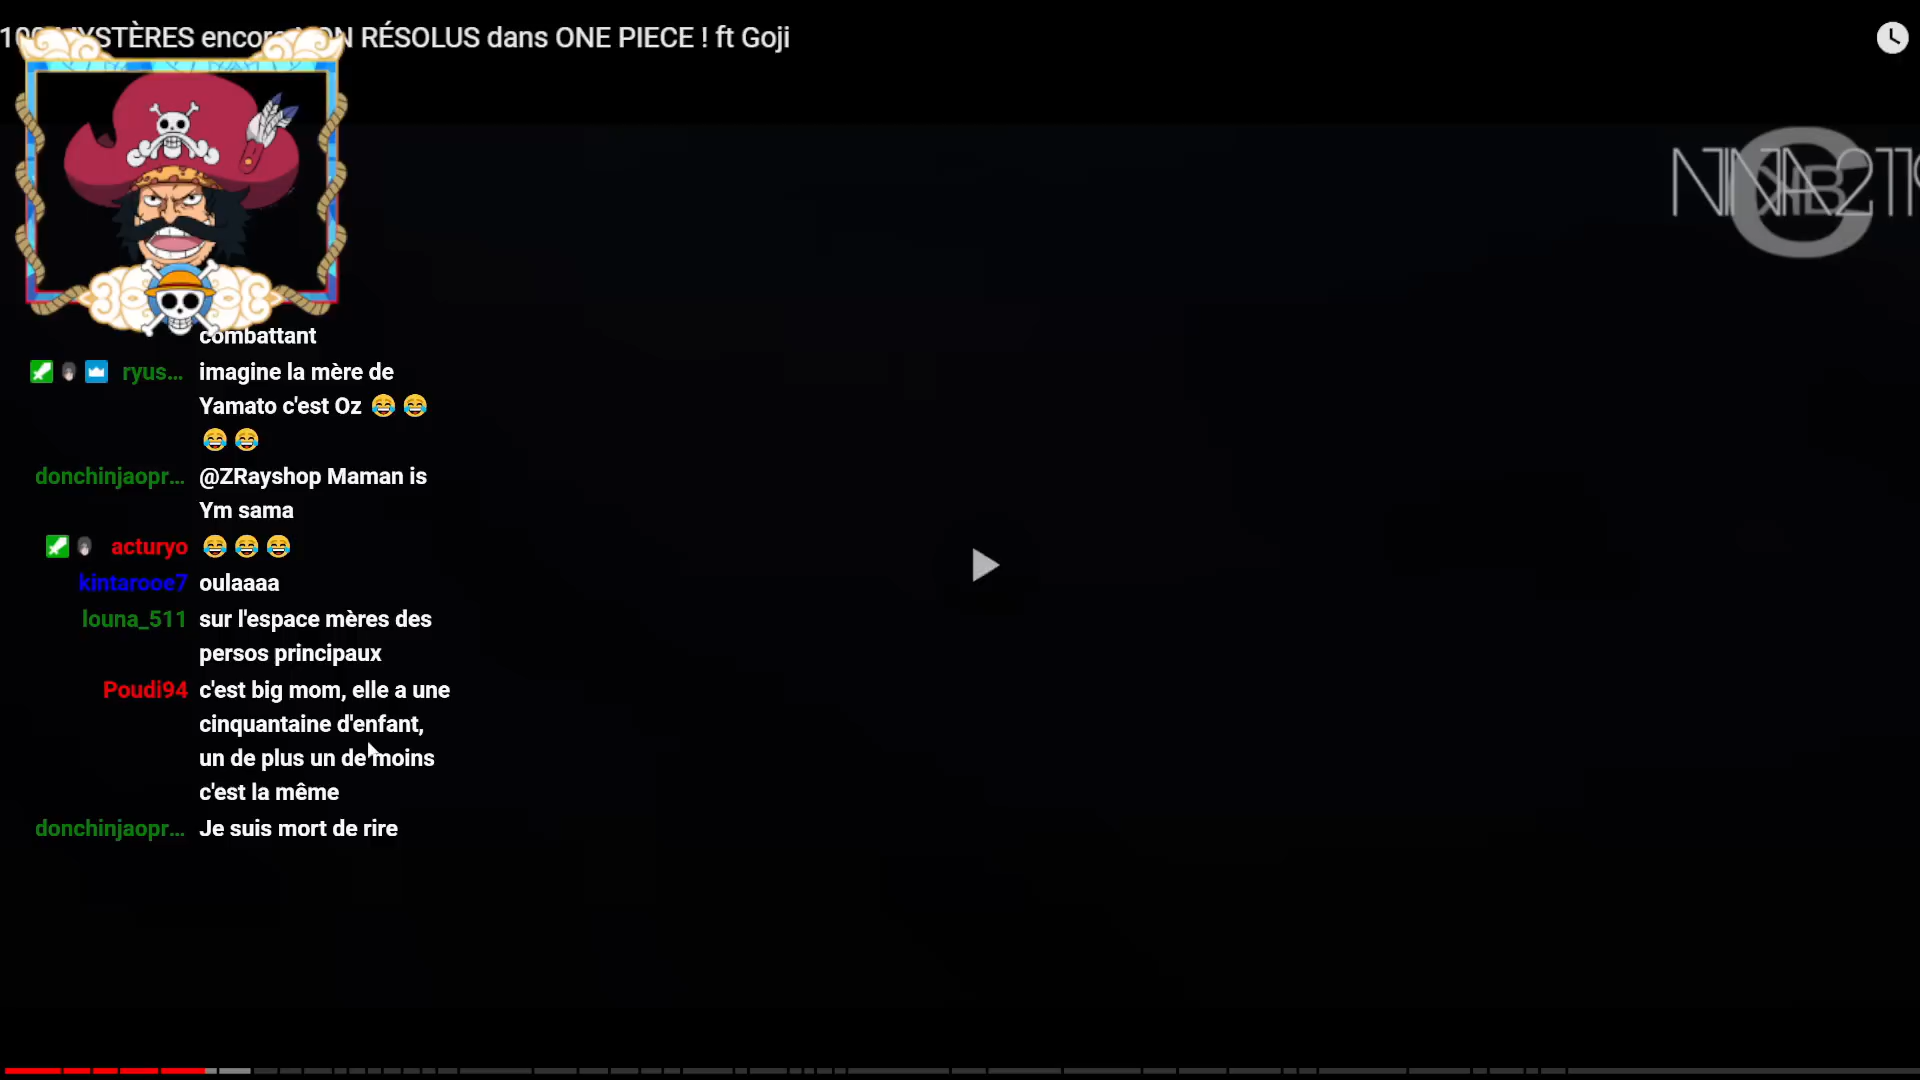 encore RÉSOLUS dans ONE PIECE ! ft Goji
combattant
ryus... imagine la mère de
Yamato c'est Oz 😂 😂
😂 😂
donchinjaopr... @ZRayshop Maman is
Ym sama
acturyo 😂 😂 😂
kintarooe7 oulaaaa
louna_511 sur l'espace mères des
persos principaux
Poudi94 c'est big mom, elle a une
cinquantaine d'enfant,
un de plus un de moins
c'est la même
donchinjaopr... Je suis mort de rire